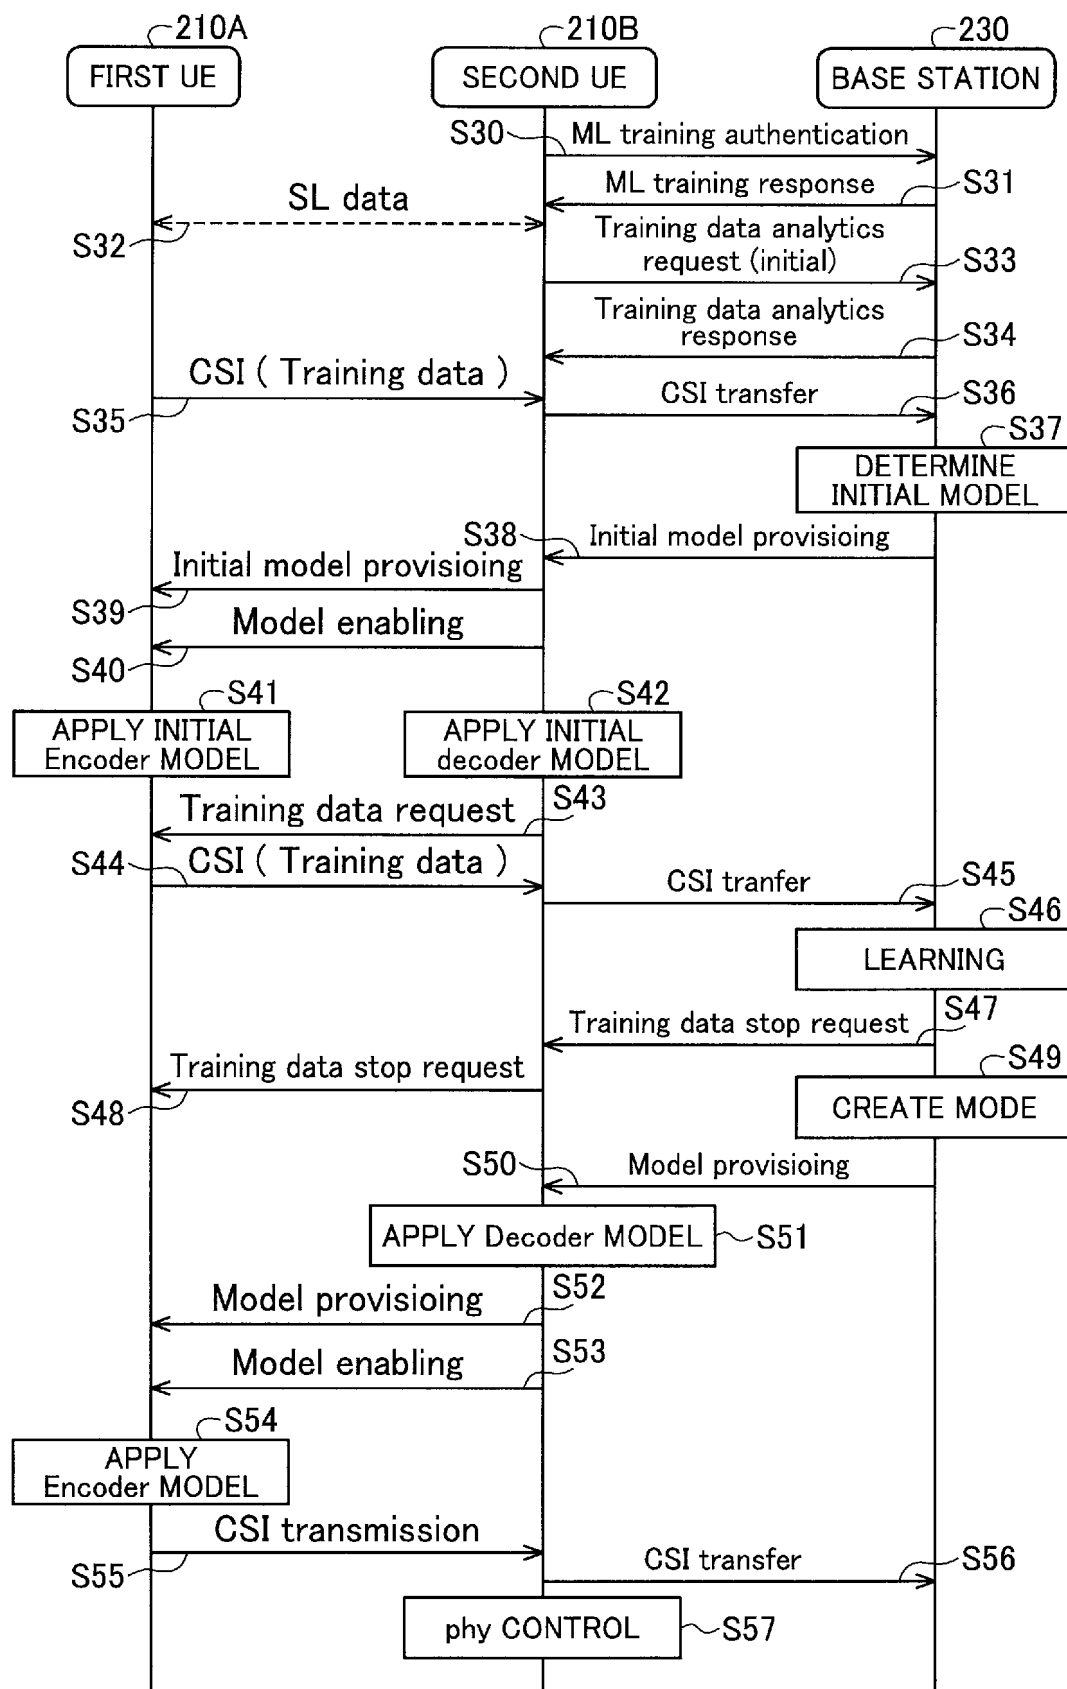 210A
210B
230
FIRST UE
SECOND UE
BASE STATION
S30
ML training authentication
ML training response
S31
SL data
S32
Training data analytics
request (initial)
S33
Training data analytics
response
S34
CSI ( Training data )
S35
CSI transfer
S36
S37
DETERMINE
INITIAL MODEL
S38
Initial model provisioing
Initial model provisioing
S39
Model enabling
S40
S41
APPLY INITIAL
Encoder MODEL
S42
APPLY INITIAL
decoder MODEL
Training data request
S43
CSI ( Training data )
S44
CSI tranfer
S45
S46
LEARNING
Training data stop request
S47
Training data stop request
S48
S49
CREATE MODE
S50
Model provisioing
APPLY Decoder MODEL
S51
Model provisioing
S52
Model enabling
S53
S54
APPLY
Encoder MODEL
CSI transmission
S55
CSI transfer
S56
phy CONTROL
S57